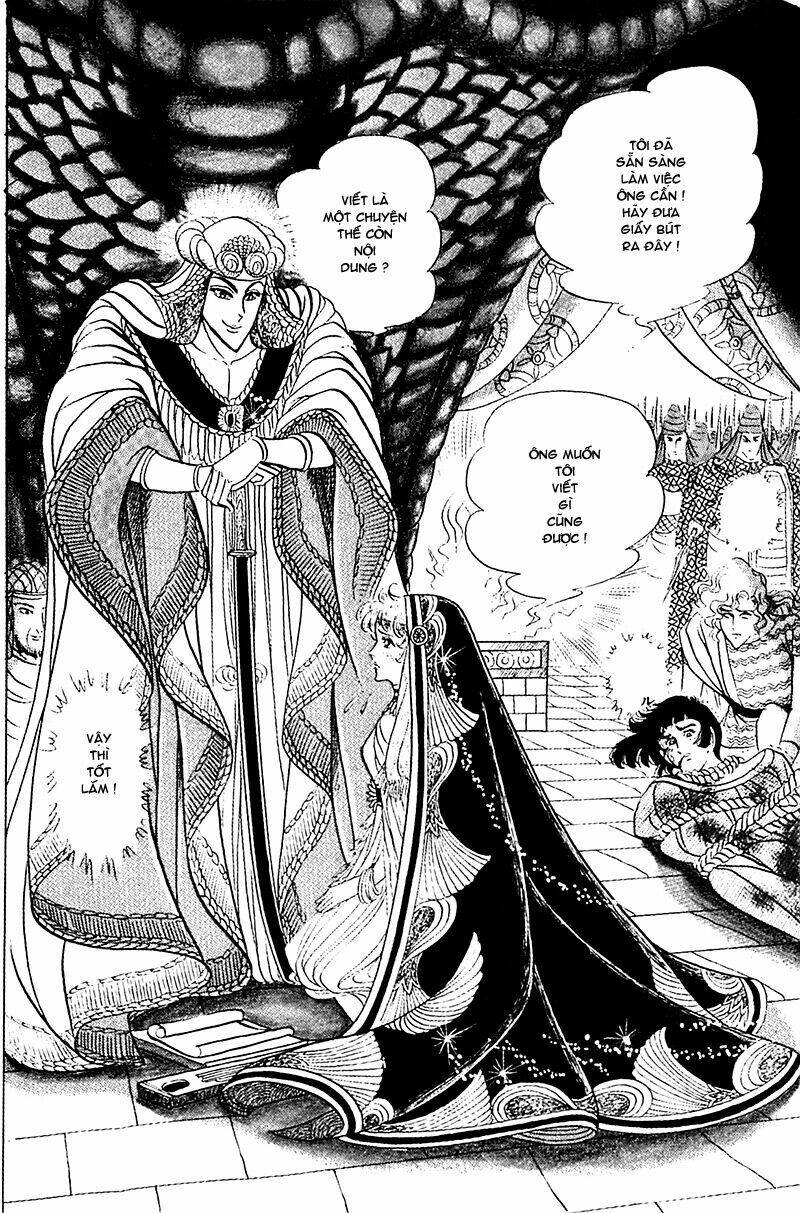 TÔI ĐÃ
SẴN SÀNG
LÀM VIỆC
ÔNG CẦN !
HÃY ĐƯA
GIẤY BÚT
RA ĐÂY !
VIẾT LÀ
MỘT CHUYỆN
THẾ CÒN
NỘI
DUNG ?
ÔNG MUỐN
TÔI
VIẾT
GÌ
CŨNG
ĐƯỢC !
VẬY
THÌ
TỐT
LẮM !